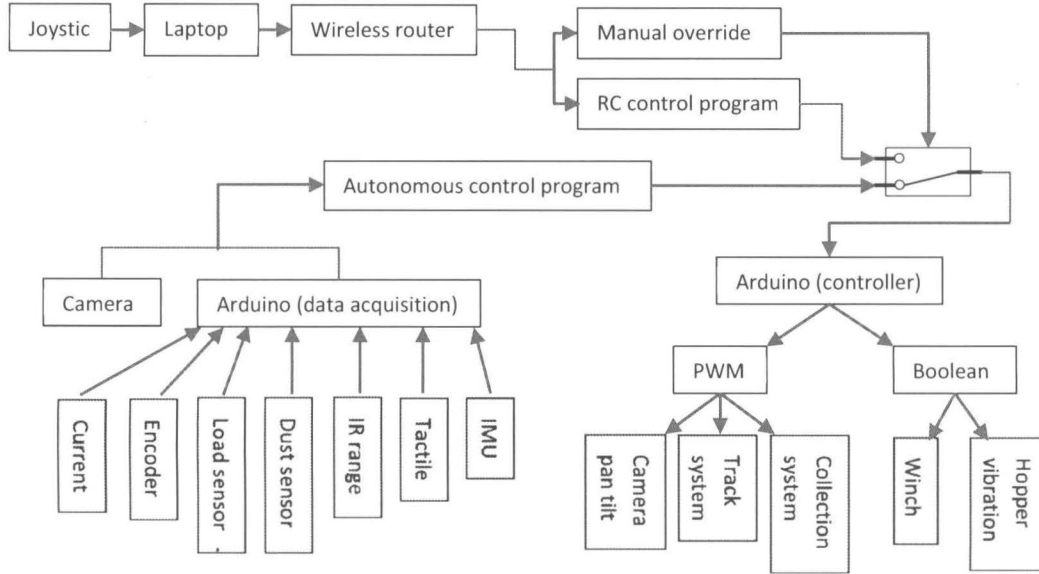 Joystic
Laptop
Wireless router
Manual override
RC control program
Autonomous control program
Camera
Arduino (data acquisition)
Arduino (controller)
PWM
Boolean
Current
Encoder
Load sensor
Dust sensor
IR range
Tactile
IMU
Camera
pan tilt
Track
system
Collection
system
Winch
Hopper
vibration